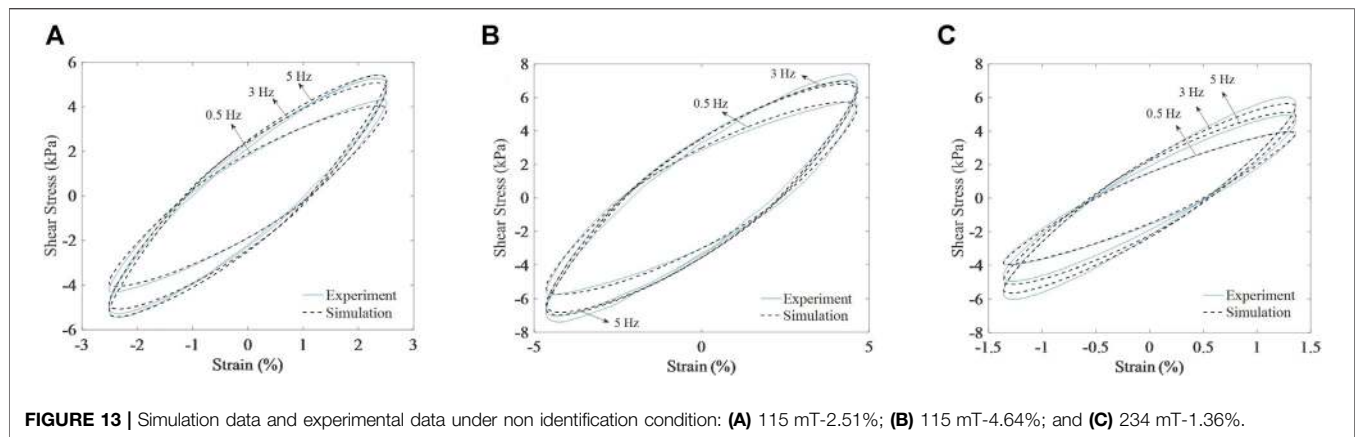 A
6
4
2
0
-2
-4
-6
-3
-2
-1
0
1
2
3
Shear Stress (kPa)
Strain (%)
5 Hz
3 Hz
0.5 Hz
Experiment
Simulation
B
8
6
4
2
0
-2
-4
-6
-8
-5
0
5
Shear Stress (kPa)
Strain (%)
3 Hz
0.5 Hz
5 Hz
Experiment
Simulation
C
8
6
4
2
0
-2
-4
-6
-8
-1.5
-1
-0.5
0
0.5
1
1.5
Shear Stress (kPa)
Strain (%)
5 Hz
3 Hz
0.5 Hz
Experiment
Simulation
FIGURE 13 | Simulation data and experimental data under non identification condition: (A) 115 mT-2.51%; (B) 115 mT-4.64%; and (C) 234 mT-1.36%.